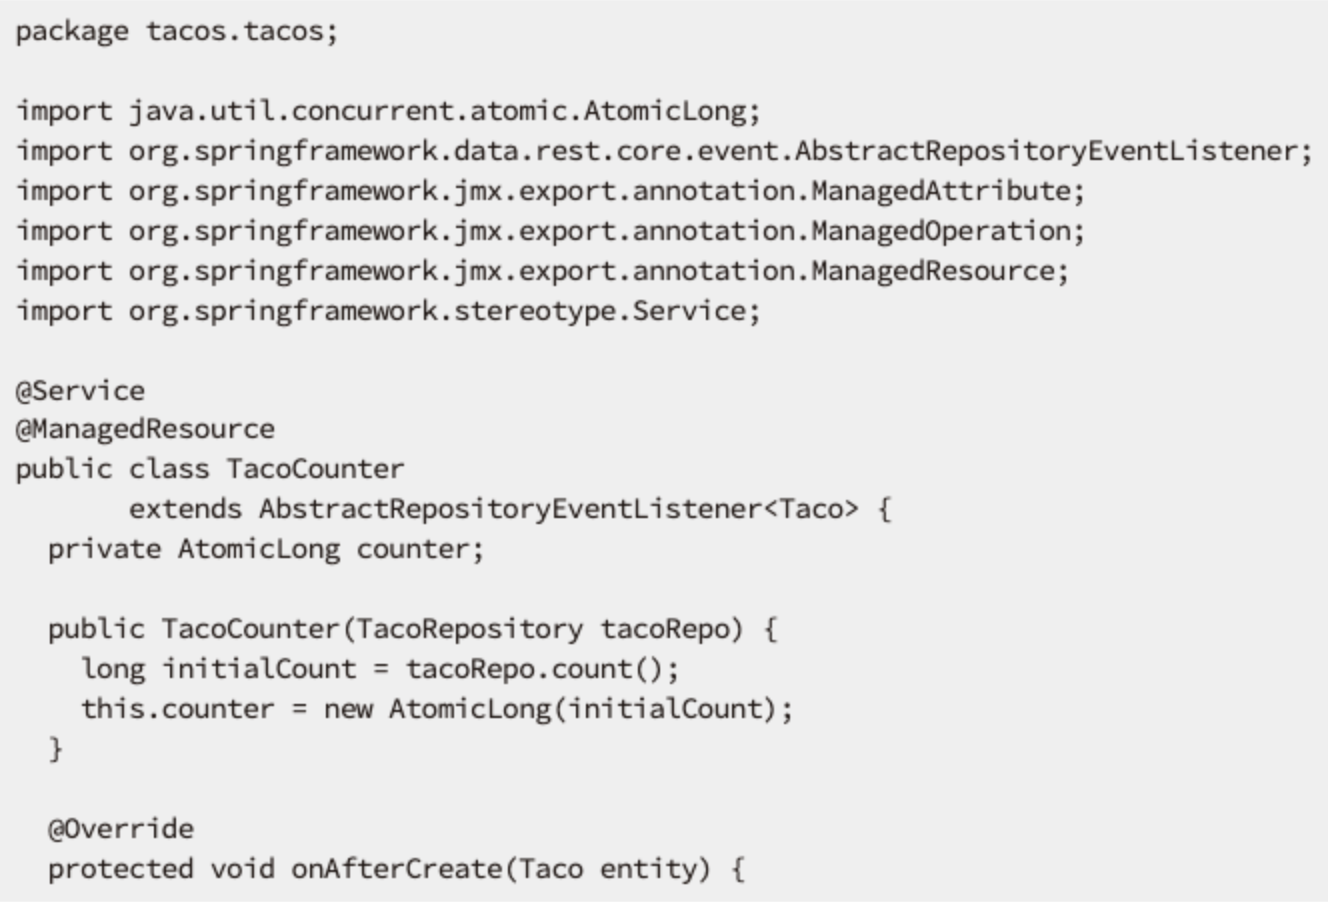 package tacos.tacos;

import java.util.concurrent.atomic.AtomicLong;
import org.springframework.data.rest.core.event.AbstractRepositoryEventListener;
import org.springframework.jmx.export.annotation.ManagedAttribute;
import org.springframework.jmx.export.annotation.ManagedOperation;
import org.springframework.jmx.export.annotation.ManagedResource;
import org.springframework.stereotype.Service;

@Service
@ManagedResource
public class TacoCounter
       extends AbstractRepositoryEventListener<Taco> {
  private AtomicLong counter;

  public TacoCounter(TacoRepository tacoRepo) {
    long initialCount = tacoRepo.count();
    this.counter = new AtomicLong(initialCount);
  }

  @Override
  protected void onAfterCreate(Taco entity) {